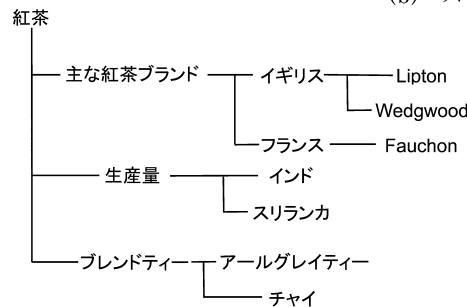 紅茶
主な紅茶ブランド イギリス Lipton
Wedgwood
フランス Fauchon
生産量 インド
スリランカ
ブレンドティー アールグレイティー
チャイ